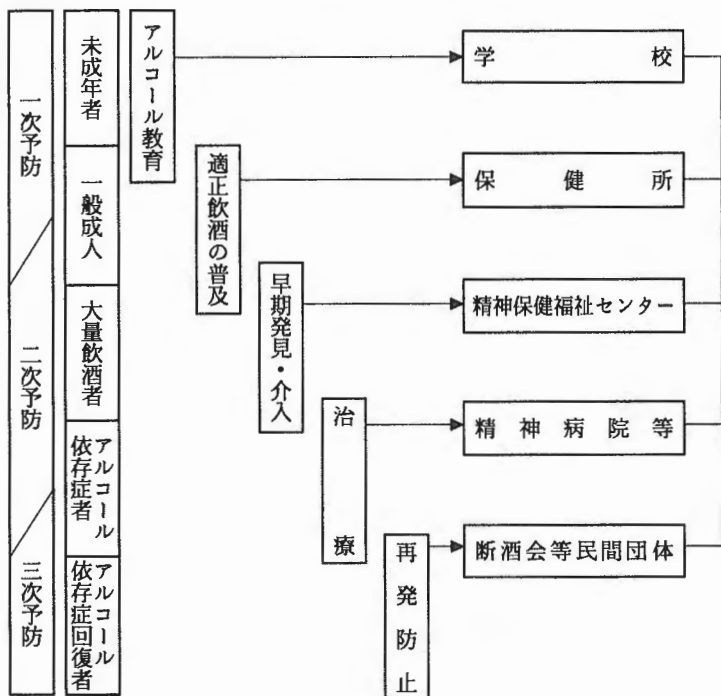 一次予防
二次予防
三次予防
未成年者
一般成人
大量飲酒者
アルコール
依存症者
アルコール
依存症回復者
アルコール教育
適正飲酒の普及
早期発見・介入
治療
再発防止
学校
保健所
精神保健福祉センター
精神病院等
断酒会等民間団体